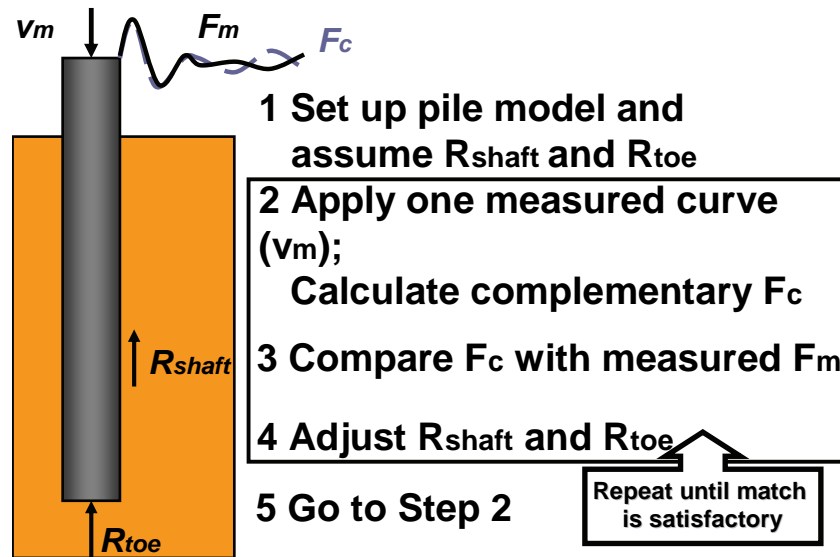 vm
Fm
Fc
1 Set up pile model and
assume Rshaft and Rtoe
2 Apply one measured curve
(vm);
Calculate complementary Fc
3 Compare Fc with measured Fm
4 Adjust Rshaft and Rtoe
5 Go to Step 2
Repeat until match
is satisfactory
Rshaft
Rtoe